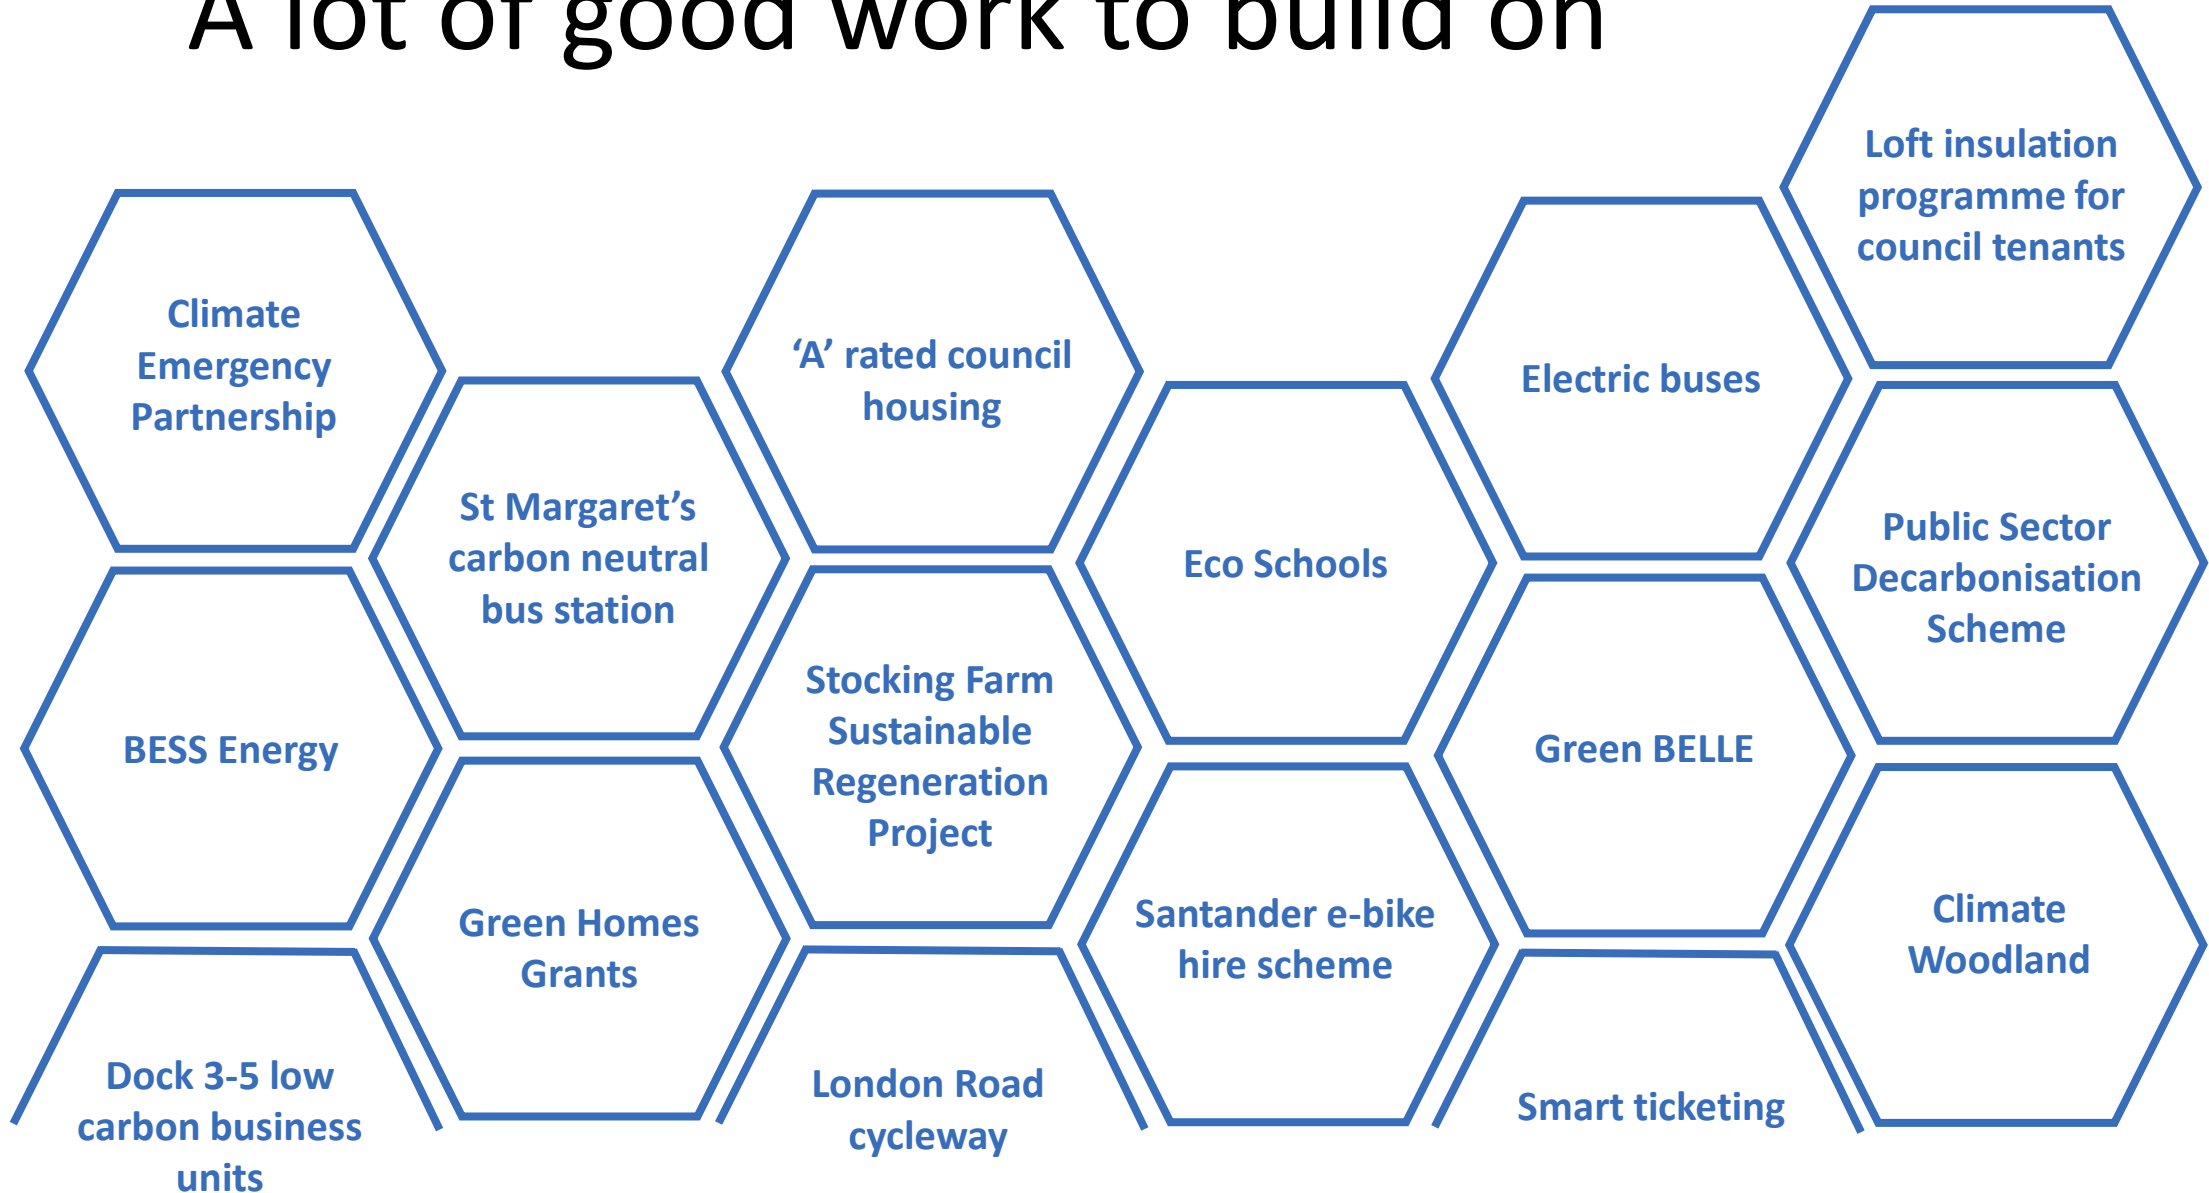 A lot of good work to build on
Loft insulation
programme for
council tenants
Climate
Emergency
Partnership
‘A’ rated council
housing
Electric buses
St Margaret’s
carbon neutral
bus station
Eco Schools
Public Sector
Decarbonisation
Scheme
BESS Energy
Stocking Farm
Sustainable
Regeneration
Project
Green BELLE
Green Homes
Grants
Santander e-bike
hire scheme
Climate
Woodland
Dock 3-5 low
carbon business
units
London Road
cycleway
Smart ticketing